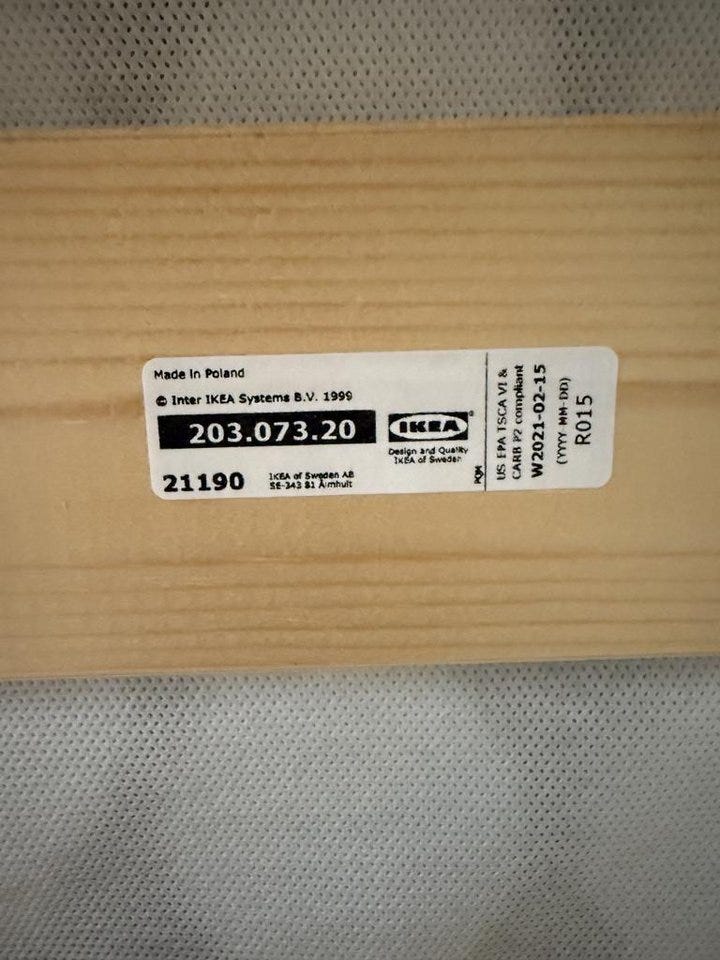 Made in Poland
© Inter IKEA Systems B.V. 1999
203.073.20
21190
IKEA of Sweden AB
SE-343 81 Älmhult
IKEA®
Design and Quality
IKEA of Sweden
PQM
US EPA TSCA VI &
CARB P2 compliant
W2021-02-15
(YYYY-MM-DD)
R015